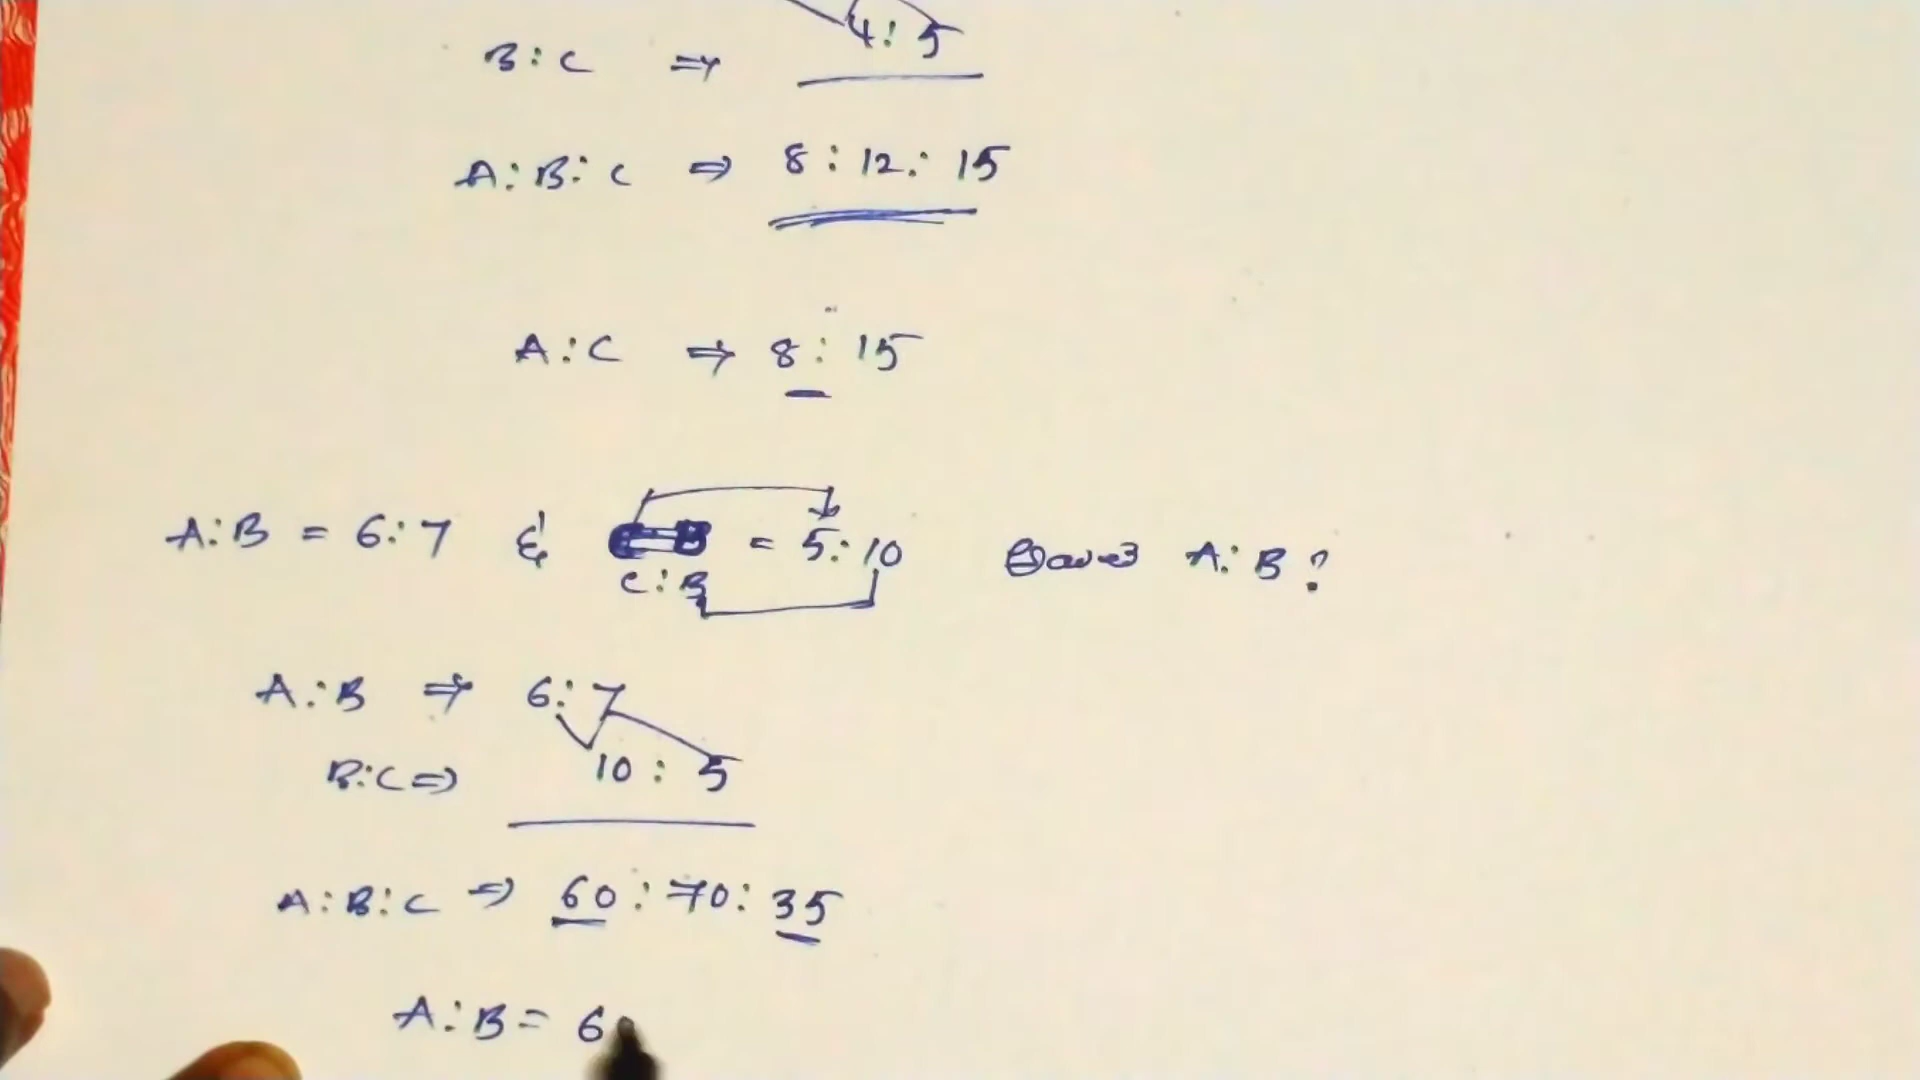 4:5
B:C ⇒
A:B:C ⇒ 8:12:15
A:C ⇒ 8:15
A:B = 6:7 & = 5:10 A:B?
C:B
A:B ⇒ 6:7
B:C ⇒ 10:5
A:B:C ⇒ 60:70:35
A:B = 6